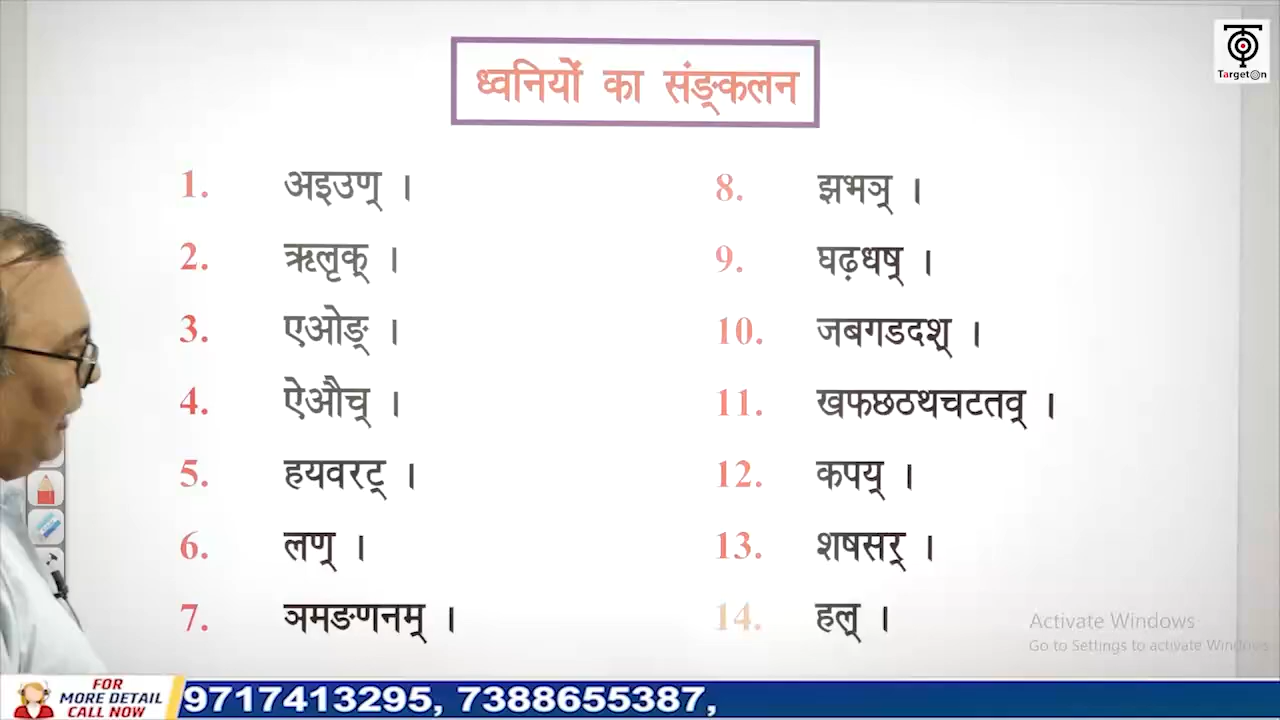 ध्वनियों का संङ्कलन
TargetOn
1. अइउण् ।
2. ऋलृक् ।
3. एओङ् ।
4. ऐऔच् ।
5. हयवरट् ।
6. लण् ।
7. ञमङणनम् ।
8. झभञ् ।
9. घढ़धष् ।
10. जबगडदश् ।
11. खफछठथचटतव् ।
12. कपय् ।
13. शषसर् ।
14. हल् ।
Activate Windows
Go to Settings to activate Windows
FOR
MORE DETAIL
CALL NOW
9717413295, 7388655387,